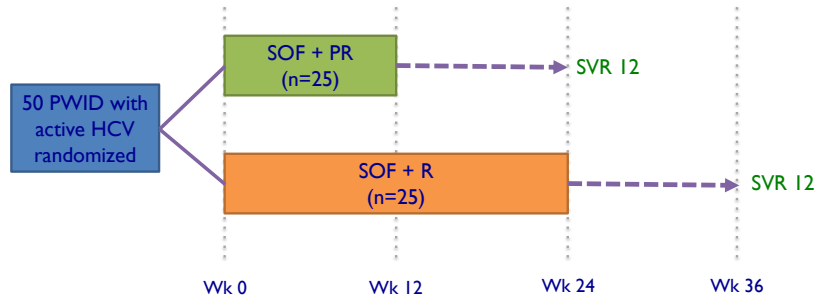 SOF + PR
(n=25)
SVR 12
50 PWID with
active HCV
randomized
SOF + R
(n=25)
SVR 12
Wk 0
Wk 12
Wk 24
Wk 36